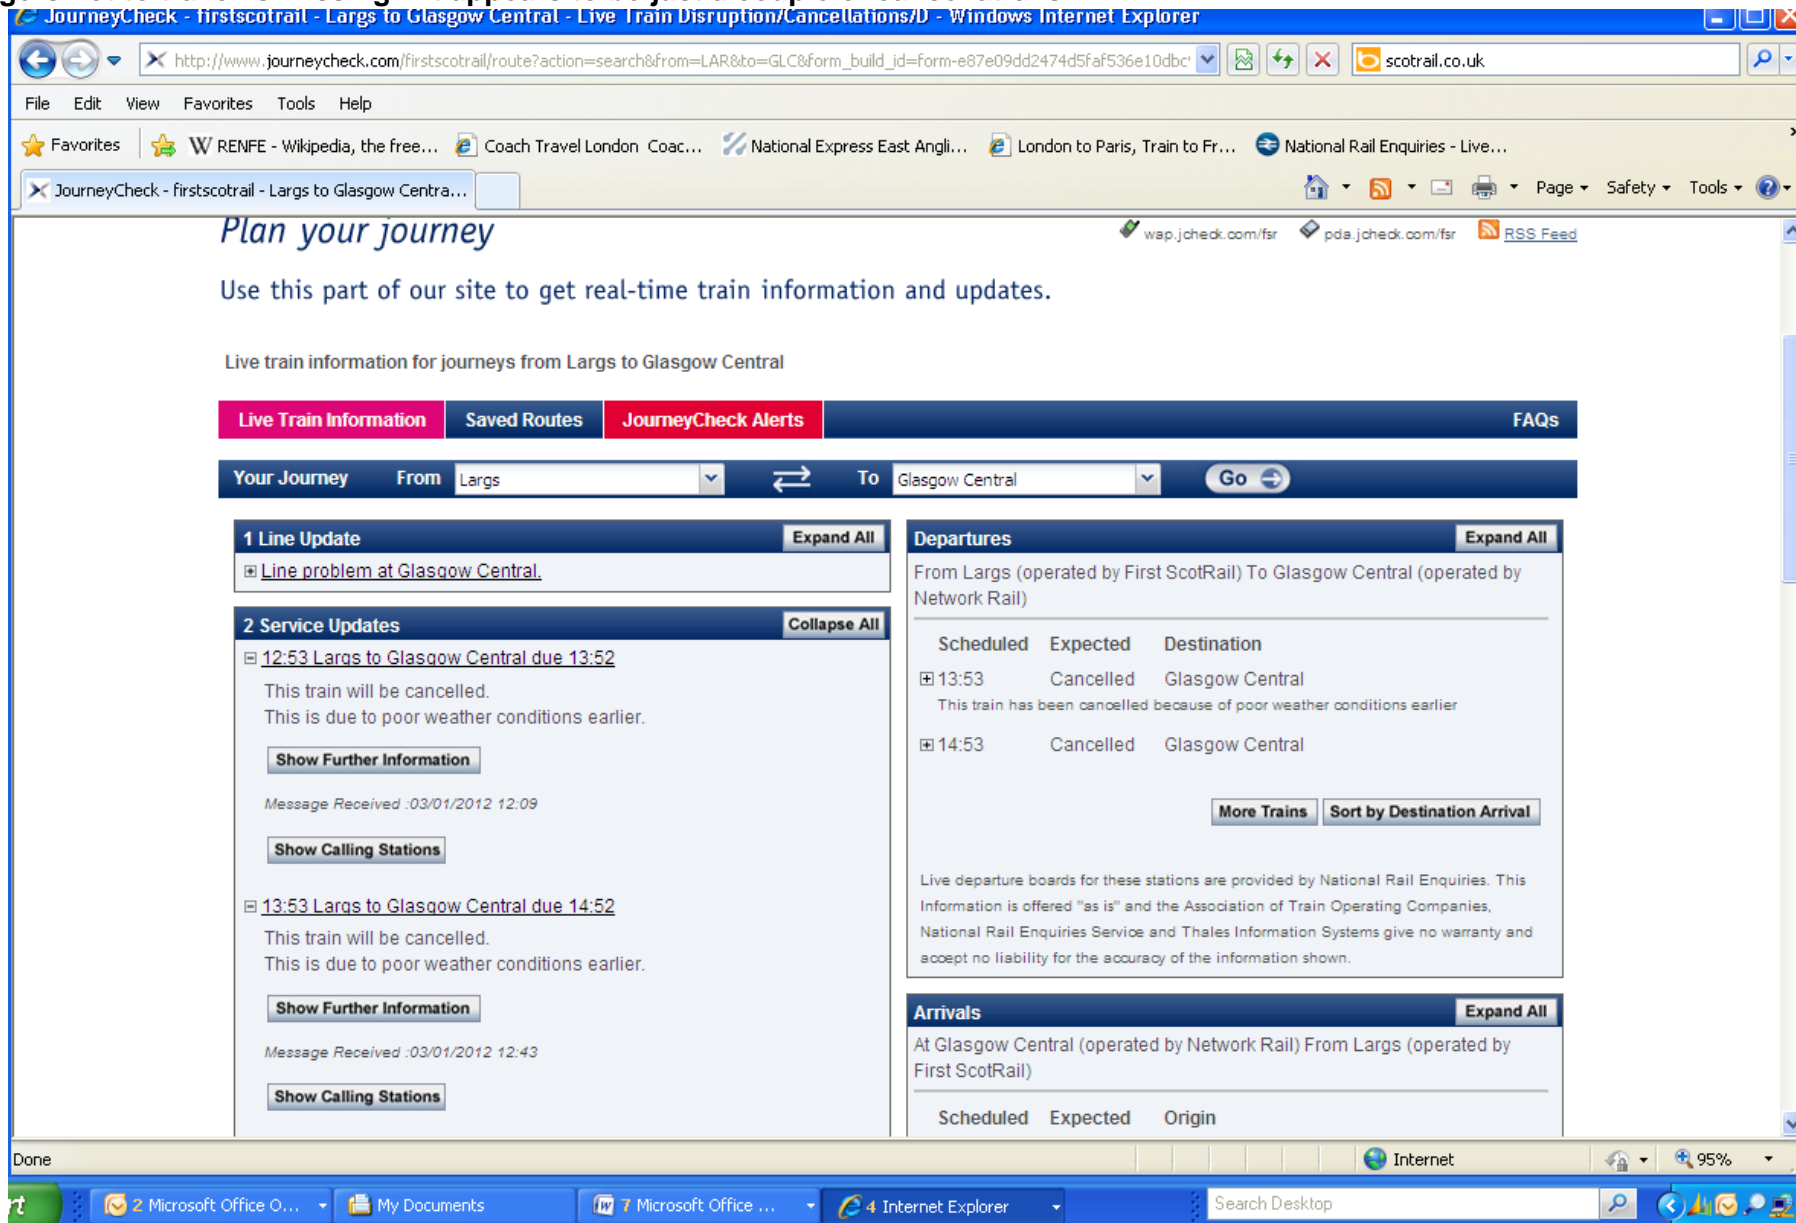 JourneyCheck - firstscotrail - Largs to Glasgow Central - Live Train Disruption/Cancellations/D - Windows Internet Explorer
http://www.journeycheck.com/firstscotrail/route?action=search&from=LAR&to=GLC&form_build_id=form-e87e09dd2474d5faf536e10dbc
scotrail.co.uk
File Edit View Favorites Tools Help
Favorites RENFE - Wikipedia, the free... Coach Travel London Coac... National Express East Angli... London to Paris, Train to Fr... National Rail Enquiries - Live...
JourneyCheck - firstscotrail - Largs to Glasgow Centra... Page Safety Tools
Plan your journey
wap.jcheck.com/fsr pda.jcheck.com/fsr RSS Feed
Use this part of our site to get real-time train information and updates.
Live train information for journeys from Largs to Glasgow Central
Live Train Information Saved Routes JourneyCheck Alerts FAQs
Your Journey From Largs To Glasgow Central Go
1 Line Update Expand All
Line problem at Glasgow Central.
2 Service Updates Collapse All
12:53 Largs to Glasgow Central due 13:52
This train will be cancelled.
This is due to poor weather conditions earlier.
Show Further Information
Message Received :03/01/2012 12:09
Show Calling Stations
13:53 Largs to Glasgow Central due 14:52
This train will be cancelled.
This is due to poor weather conditions earlier.
Show Further Information
Message Received :03/01/2012 12:43
Show Calling Stations
Departures Expand All
From Largs (operated by First ScotRail) To Glasgow Central (operated by
Network Rail)
Scheduled Expected Destination
13:53 Cancelled Glasgow Central
This train has been cancelled because of poor weather conditions earlier
14:53 Cancelled Glasgow Central
More Trains Sort by Destination Arrival
Live departure boards for these stations are provided by National Rail Enquiries. This
Information is offered "as is" and the Association of Train Operating Companies,
National Rail Enquiries Service and Thales Information Systems give no warranty and
accept no liability for the accuracy of the information shown.
Arrivals Expand All
At Glasgow Central (operated by Network Rail) From Largs (operated by
First ScotRail)
Scheduled Expected Origin
Done Internet 95%
2 Microsoft Office O... My Documents 7 Microsoft Office ... 4 Internet Explorer Search Desktop